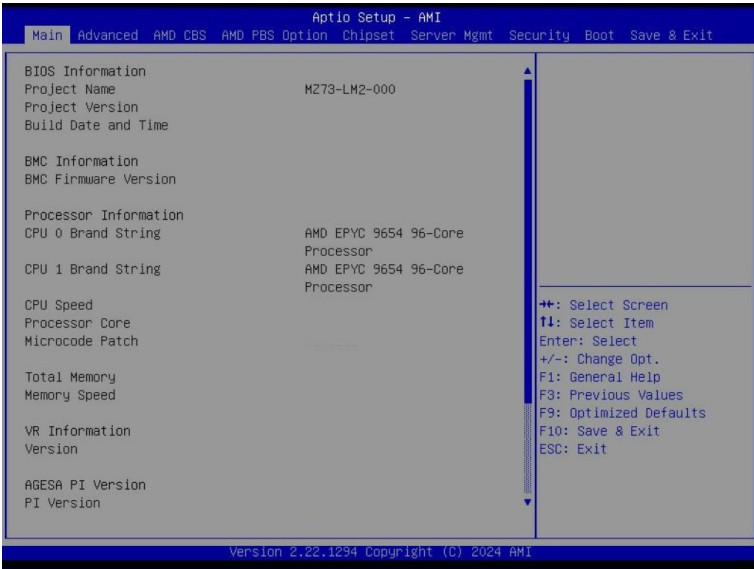 Aptio Setup - AMI
Main Advanced AMD CBS AMD PBS Option Chipset Server Mgmt Security Boot Save & Exit
BIOS Information
Project Name MZ73-LM2-000
Project Version
Build Date and Time
BMC Information
BMC Firmware Version
Processor Information
CPU 0 Brand String AMD EPYC 9654 96-Core
Processor
CPU 1 Brand String AMD EPYC 9654 96-Core
Processor
CPU Speed
Processor Core
Microcode Patch
Total Memory
Memory Speed
VR Information
Version
AGESA PI Version
PI Version
→←: Select Screen
↑↓: Select Item
Enter: Select
+/-: Change Opt.
F1: General Help
F3: Previous Values
F9: Optimized Defaults
F10: Save & Exit
ESC: Exit
Version 2.22.1294 Copyright (C) 2024 AMI